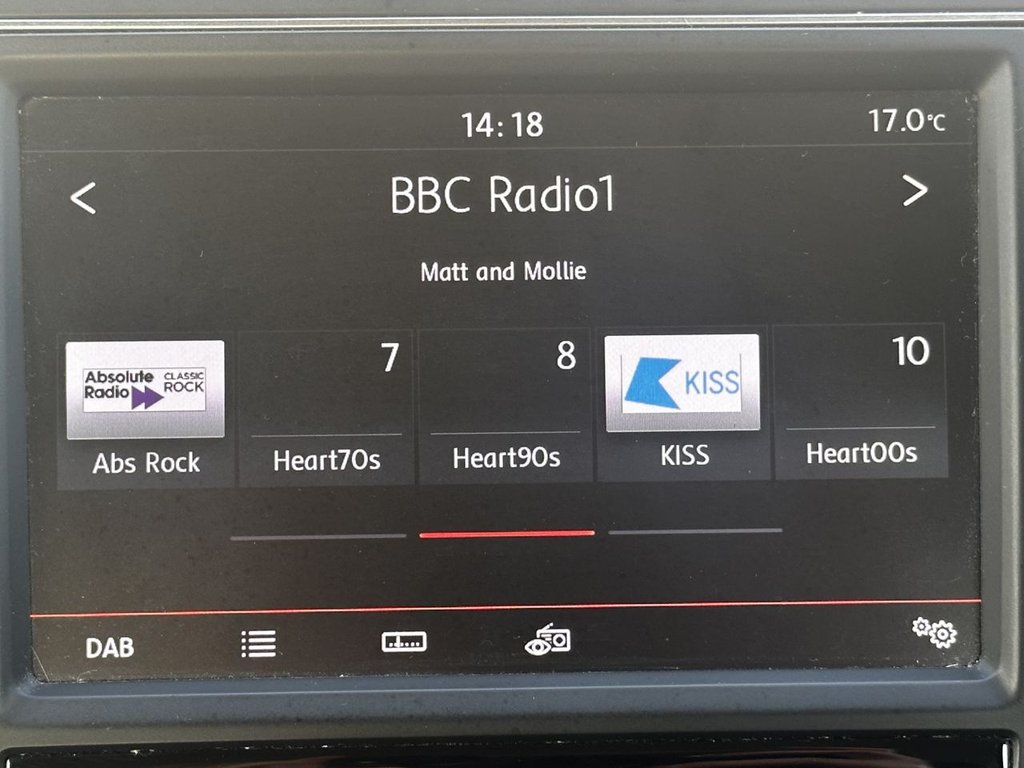 14:18
17.0°C
<
BBC Radio1
>
Matt and Mollie
Absolute Radio
CLASSIC ROCK
7
8
KISS
10
Abs Rock
Heart70s
Heart90s
KISS
Heart00s
DAB